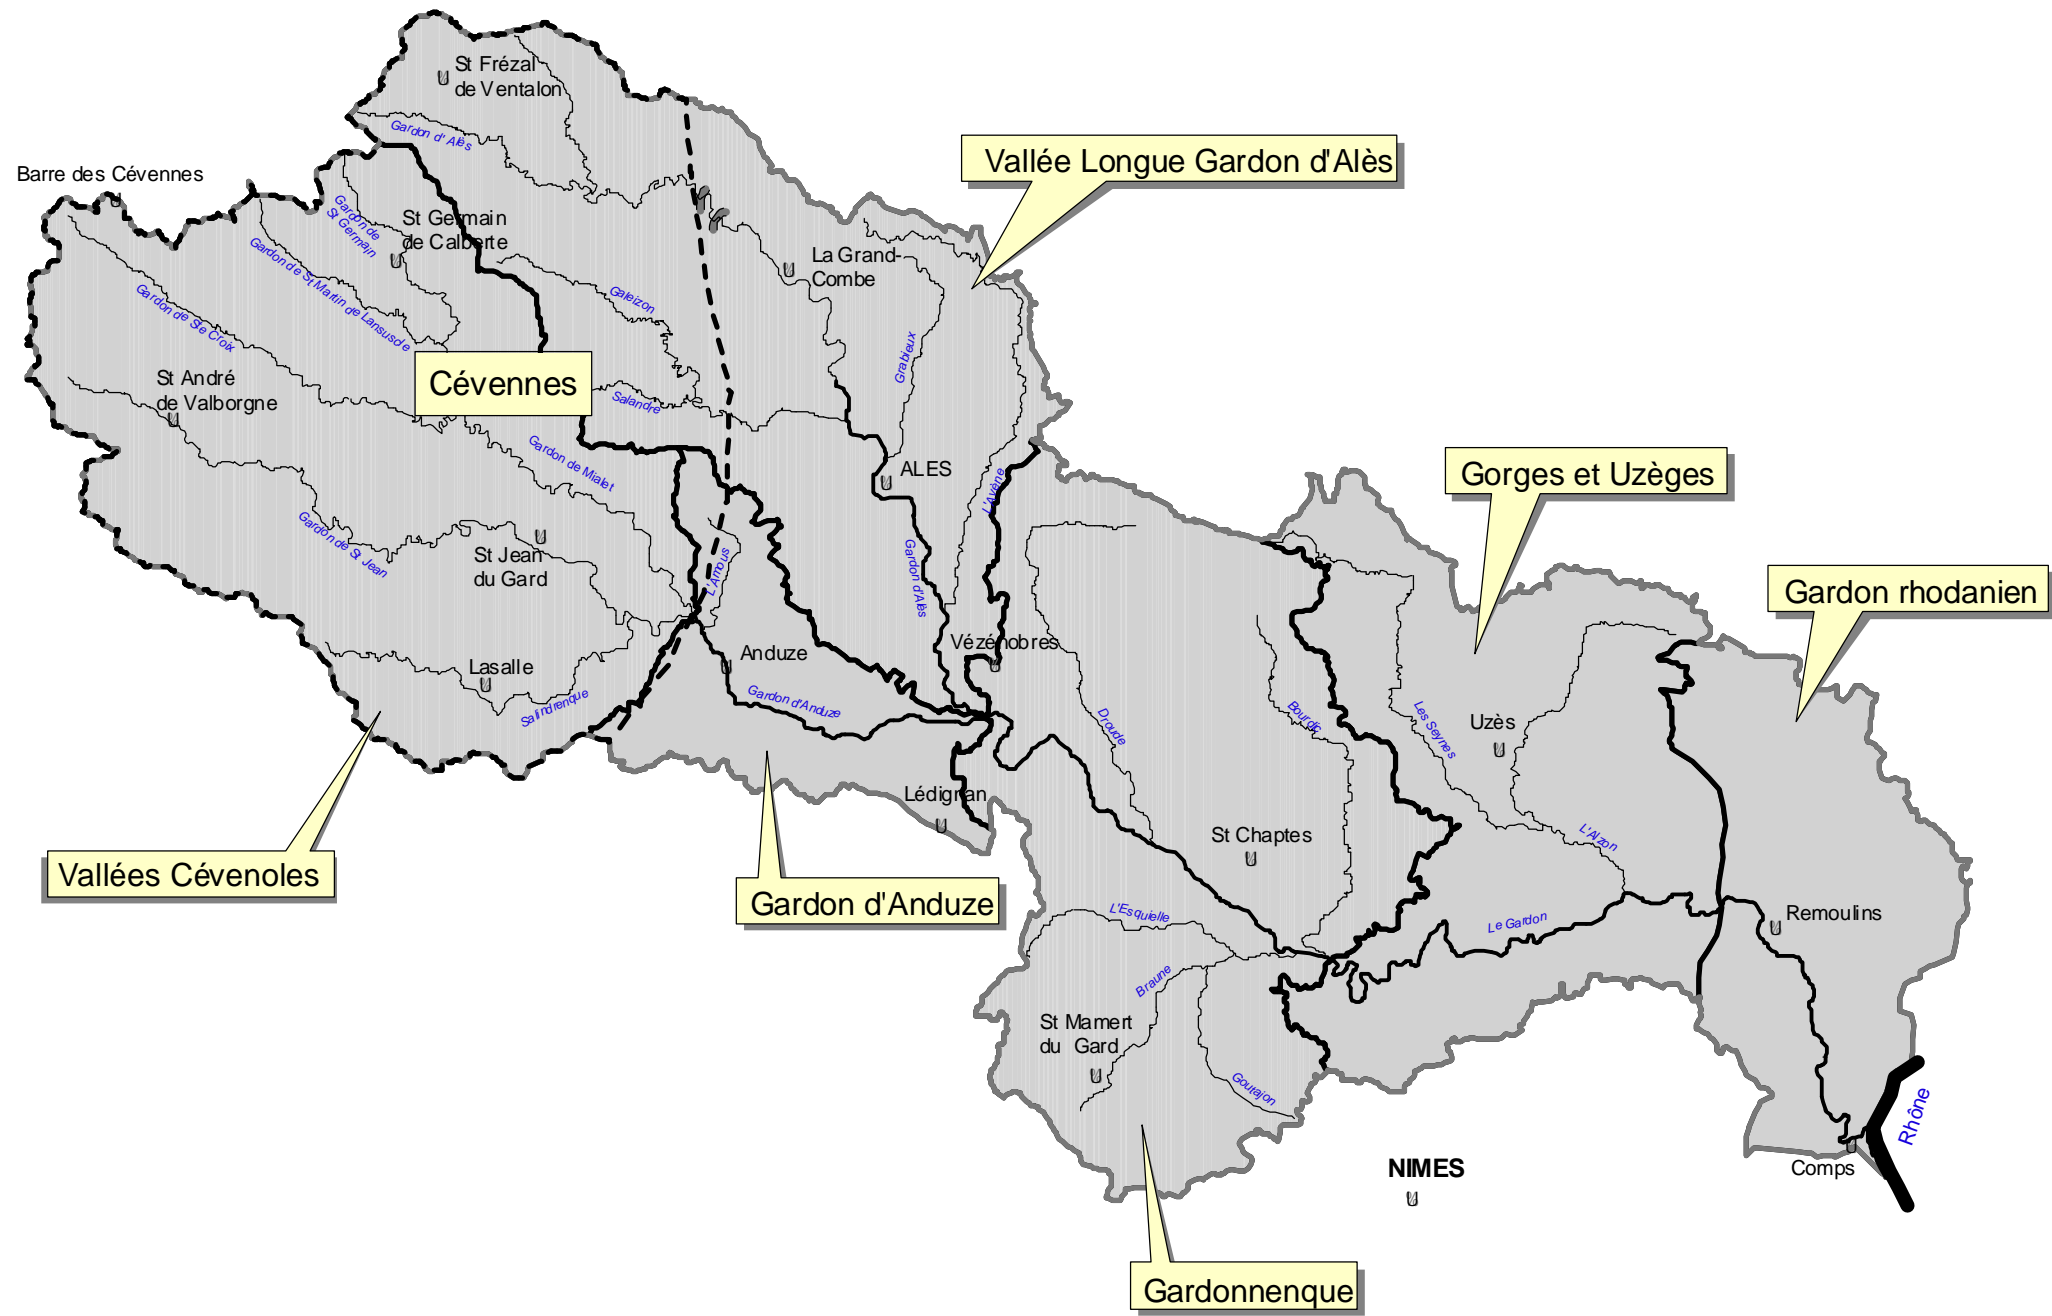 St Frézal
de Ventalon
Gardon d'Alès
Vallée Longue Gardon d'Alès
Barre des Cévennes
Gardon de
St Germain
St Germain
de Calberte
Gardon de St Martin de Lansuscle
Gardon de Ste Croix
La Grand-
Combe
Galeizon
Grabieux
Cévennes
St André
de Valborgne
Salandre
Gardon de Mialet
ALES
L'Avène
Gorges et Uzèges
Gardon de St Jean
St Jean
du Gard
L'Amous
Gardon d'Alès
Gardon rhodanien
Vézénobres
Anduze
Lasalle
Salindrenque
Gardon d'Anduze
Droude
Bourdic
Les Seynes
Uzès
Lédignan
St Chaptes
L'Alzon
Vallées Cévenoles
Gardon d'Anduze
L'Esquielle
Le Gardon
Remoulins
Braune
St Mamert
du Gard
Goutajon
Rhône
NIMES
Comps
Gardonnenque